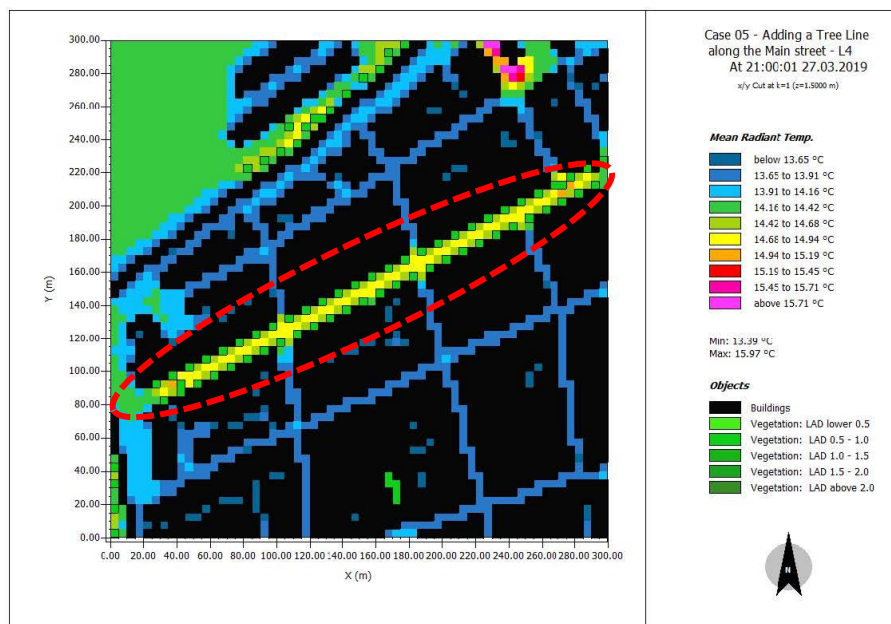 Case 05 - Adding a Tree Line
along the Main street - L4
At 21:00:01 27.03.2019
x/y Cut at k=1 (z=1.5000 m)
Mean Radiant Temp.
below 13.65 °C
13.65 to 13.91 °C
13.91 to 14.16 °C
14.16 to 14.42 °C
14.42 to 14.68 °C
14.68 to 14.94 °C
14.94 to 15.19 °C
15.19 to 15.45 °C
15.45 to 15.71 °C
above 15.71 °C
Min: 13.39 °C
Max: 15.97 °C
Objects
Buildings
Vegetation: LAD lower 0.5
Vegetation: LAD 0.5 - 1.0
Vegetation: LAD 1.0 - 1.5
Vegetation: LAD 1.5 - 2.0
Vegetation: LAD above 2.0
N
300.00
280.00
260.00
240.00
220.00
200.00
180.00
160.00
140.00
120.00
100.00
80.00
60.00
40.00
20.00
0.00
Y (m)
0.00 20.00 40.00 60.00 80.00 100.00 120.00 140.00 160.00 180.00 200.00 220.00 240.00 260.00 280.00 300.00
X (m)